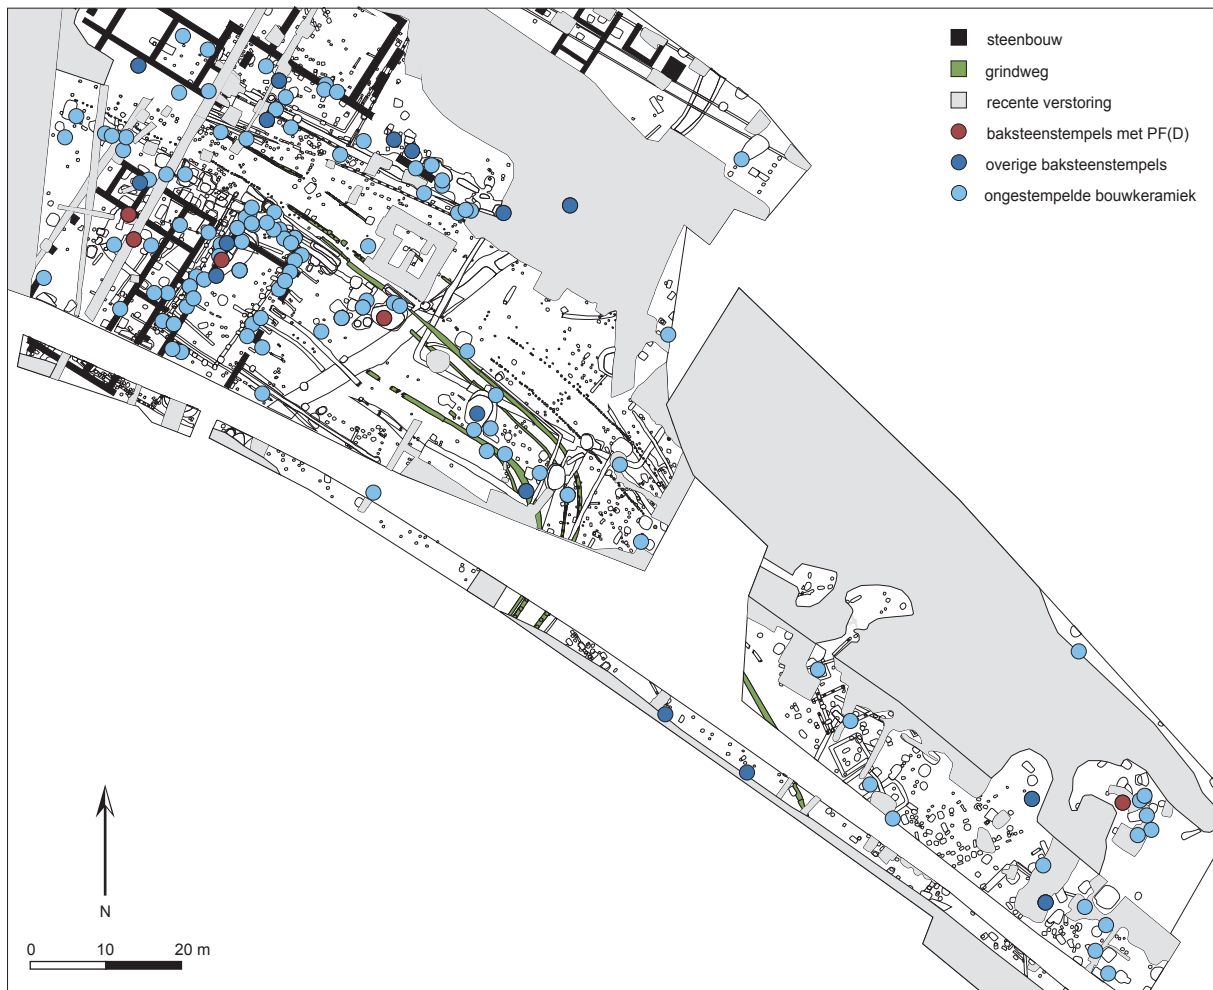 steenbouw
grindweg
recente verstoring
baksteenstempels met PF(D)
overige baksteenstempels
ongestempelde bouwkeramiek
N
0 10 20 m